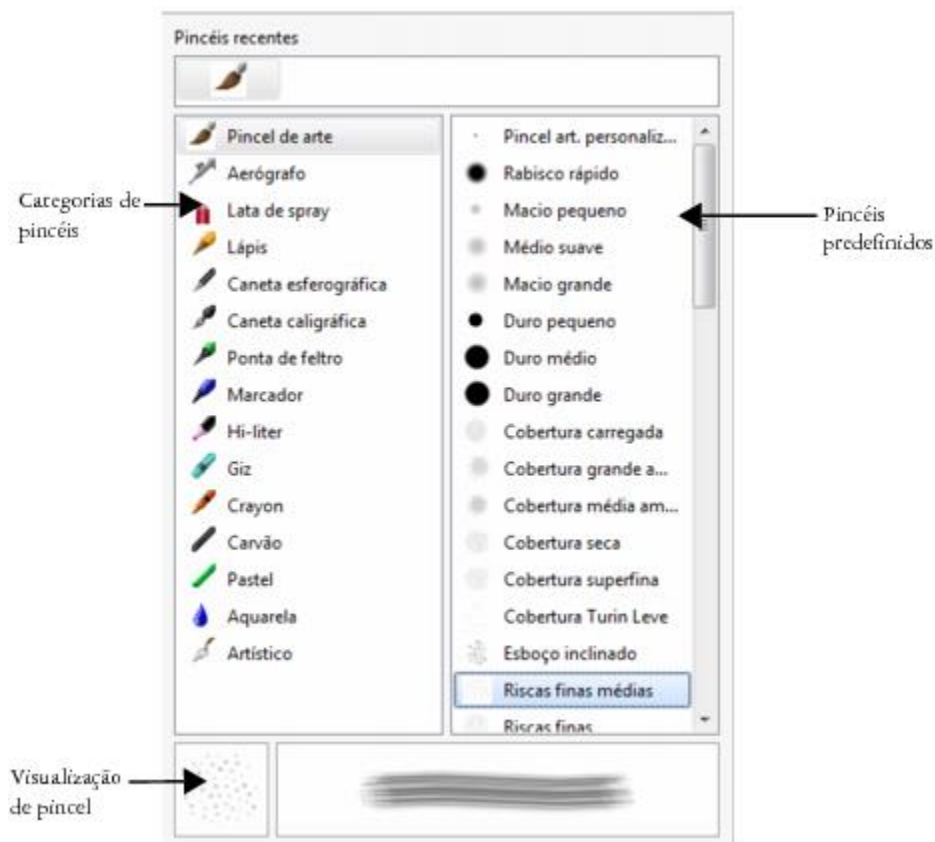 Pincéis recentes
Pincel de arte
Aerógrafo
Lata de spray
Lápis
Caneta esferográfica
Caneta caligráfica
Ponta de feltro
Marcador
Hi-liter
Giz
Crayon
Carvão
Pastel
Aquarela
Artístico
Pincel art. personaliz...
Rabisco rápido
Macio pequeno
Médio suave
Macio grande
Duro pequeno
Duro médio
Duro grande
Cobertura carregada
Cobertura grande a...
Cobertura média am...
Cobertura seca
Cobertura superfina
Cobertura Turin Leve
Esboço inclinado
Riscas finas médias
Riscas finas
Categorias de
pincéis
Pincéis
predefinidos
Visualização
de pincel